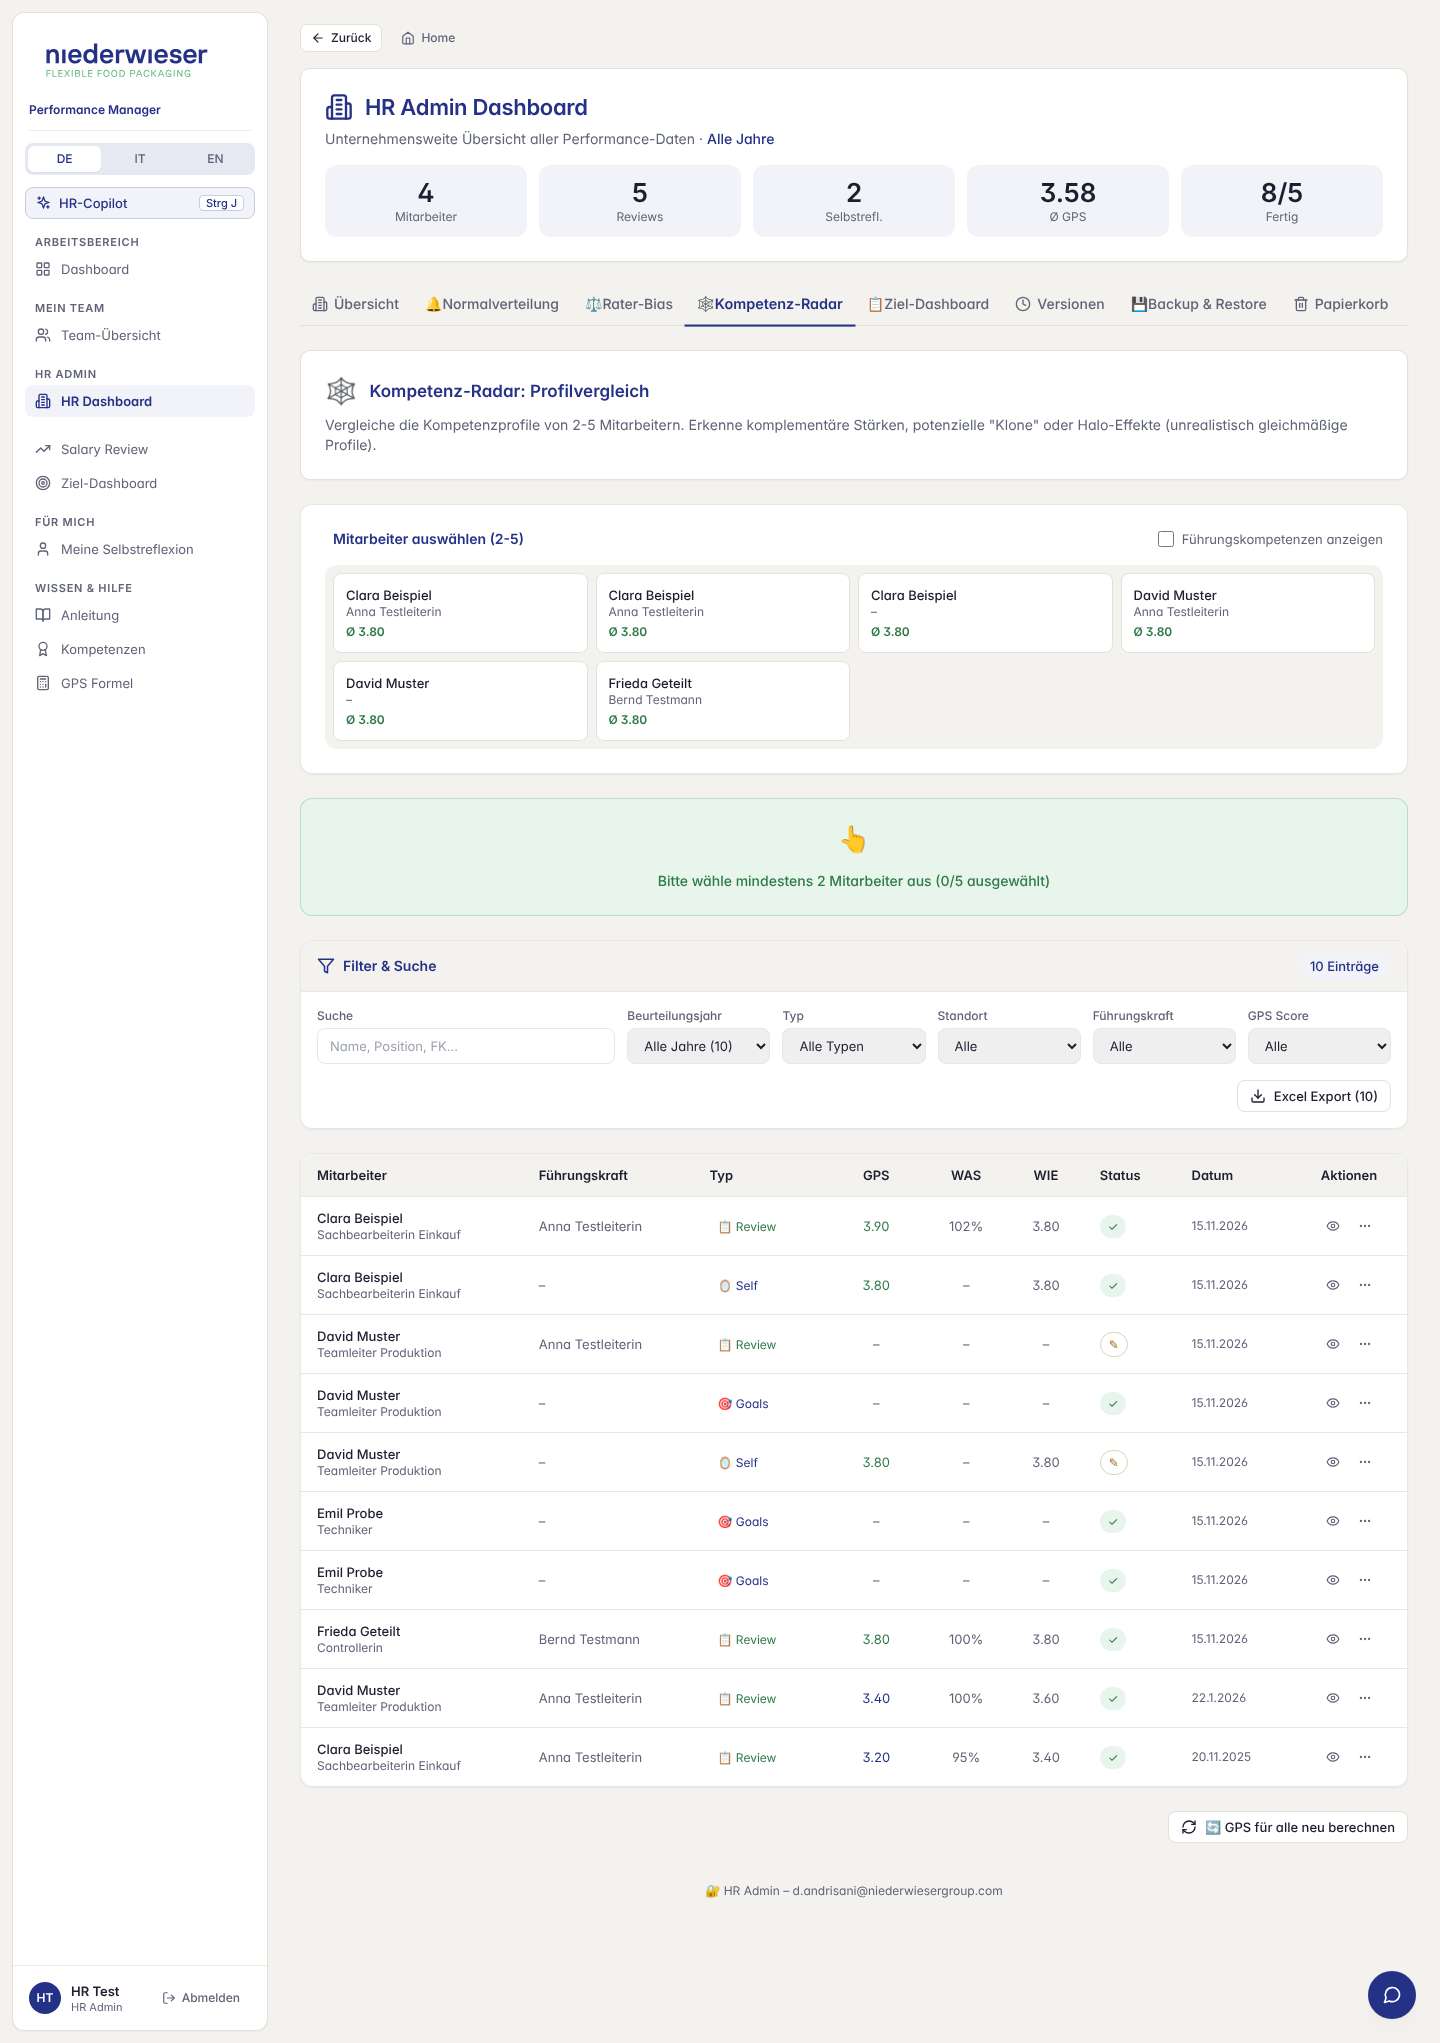 niederwieser
FLEXIBLE FOOD PACKAGING
Performance Manager
DE IT EN
HR-Copilot Strg J
ARBEITSBEREICH
Dashboard
MEIN TEAM
Team-Übersicht
HR ADMIN
HR Dashboard
Salary Review
Ziel-Dashboard
FÜR MICH
Meine Selbstreflexion
WISSEN & HILFE
Anleitung
Kompetenzen
GPS Formel
HT HR Test
HR Admin
Abmelden
Zurück Home
HR Admin Dashboard
Unternehmensweite Übersicht aller Performance-Daten · Alle Jahre
4 5 2 3.58 8/5
Mitarbeiter Reviews Selbstrefl. Ø GPS Fertig
Übersicht 🔔Normalverteilung ⚖️Rater-Bias 🕸️Kompetenz-Radar 📋Ziel-Dashboard Versionen 💾Backup & Restore Papierkorb
🕸️ Kompetenz-Radar: Profilvergleich
Vergleiche die Kompetenzprofile von 2-5 Mitarbeitern. Erkenne komplementäre Stärken, potenzielle "Klone" oder Halo-Effekte (unrealistisch gleichmäßige
Profile).
Mitarbeiter auswählen (2-5) Führungskompetenzen anzeigen
Clara Beispiel Clara Beispiel Clara Beispiel David Muster
Anna Testleiterin Anna Testleiterin – Anna Testleiterin
Ø 3.80 Ø 3.80 Ø 3.80 Ø 3.80
David Muster Frieda Geteilt
– Bernd Testmann
Ø 3.80 Ø 3.80
👆
Bitte wähle mindestens 2 Mitarbeiter aus (0/5 ausgewählt)
Filter & Suche 10 Einträge
Suche Beurteilungsjahr Typ Standort Führungskraft GPS Score
Name, Position, FK... Alle Jahre (10) Alle Typen Alle Alle Alle
Excel Export (10)
Mitarbeiter Führungskraft Typ GPS WAS WIE Status Datum Aktionen
Clara Beispiel
Sachbearbeiterin Einkauf Anna Testleiterin 📋 Review 3.90 102% 3.80 ✓ 15.11.2026
Clara Beispiel
Sachbearbeiterin Einkauf – 🪞 Self 3.80 – 3.80 ✓ 15.11.2026
David Muster
Teamleiter Produktion Anna Testleiterin 📋 Review – – – ✎ 15.11.2026
David Muster
Teamleiter Produktion – 🎯 Goals – – – ✓ 15.11.2026
David Muster
Teamleiter Produktion – 🪞 Self 3.80 – 3.80 ✎ 15.11.2026
Emil Probe
Techniker – 🎯 Goals – – – ✓ 15.11.2026
Emil Probe
Techniker – 🎯 Goals – – – ✓ 15.11.2026
Frieda Geteilt
Controllerin Bernd Testmann 📋 Review 3.80 100% 3.80 ✓ 15.11.2026
David Muster
Teamleiter Produktion Anna Testleiterin 📋 Review 3.40 100% 3.60 ✓ 22.1.2026
Clara Beispiel
Sachbearbeiterin Einkauf Anna Testleiterin 📋 Review 3.20 95% 3.40 ✓ 20.11.2025
🔄 GPS für alle neu berechnen
🔐 HR Admin – d.andrisani@niederwiesergroup.com